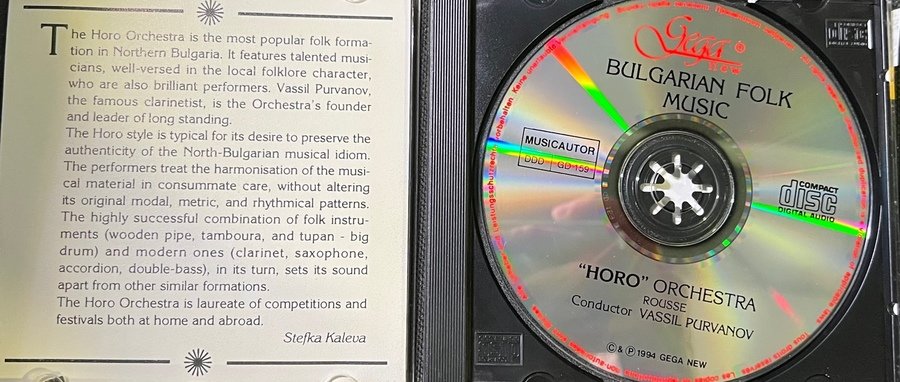 The Horo Orchestra is the most popular folk forma-
tion in Northern Bulgaria. It features talented musi-
cians, well-versed in the local folklore character,
who are also brilliant performers. Vassil Purvanov,
the famous clarinetist, is the Orchestra's founder
and leader of long standing.
The Horo style is typical for its desire to preserve the
authenticity of the North-Bulgarian musical idiom.
The performers treat the harmonisation of the musi-
cal material in consummate care, without altering
its original modal, metric, and rhythmical patterns.
The highly successful combination of folk instru-
ments (wooden pipe, tamboura, and tupan - big
drum) and modern ones (clarinet, saxophone,
accordion, double-bass), in its turn, sets its sound
apart from other similar formations.
The Horo Orchestra is laureate of competitions and
festivals both at home and abroad.
Stefka Kaleva
Gega ®
new
BULGARIAN FOLK
MUSIC
MUSICAUTOR
DDD GD 159
COMPACT
disc
DIGITAL AUDIO
"HORO" ORCHESTRA
ROUSSE
Conductor VASSIL PURVANOV
© & ℗ 1994 GEGA NEW